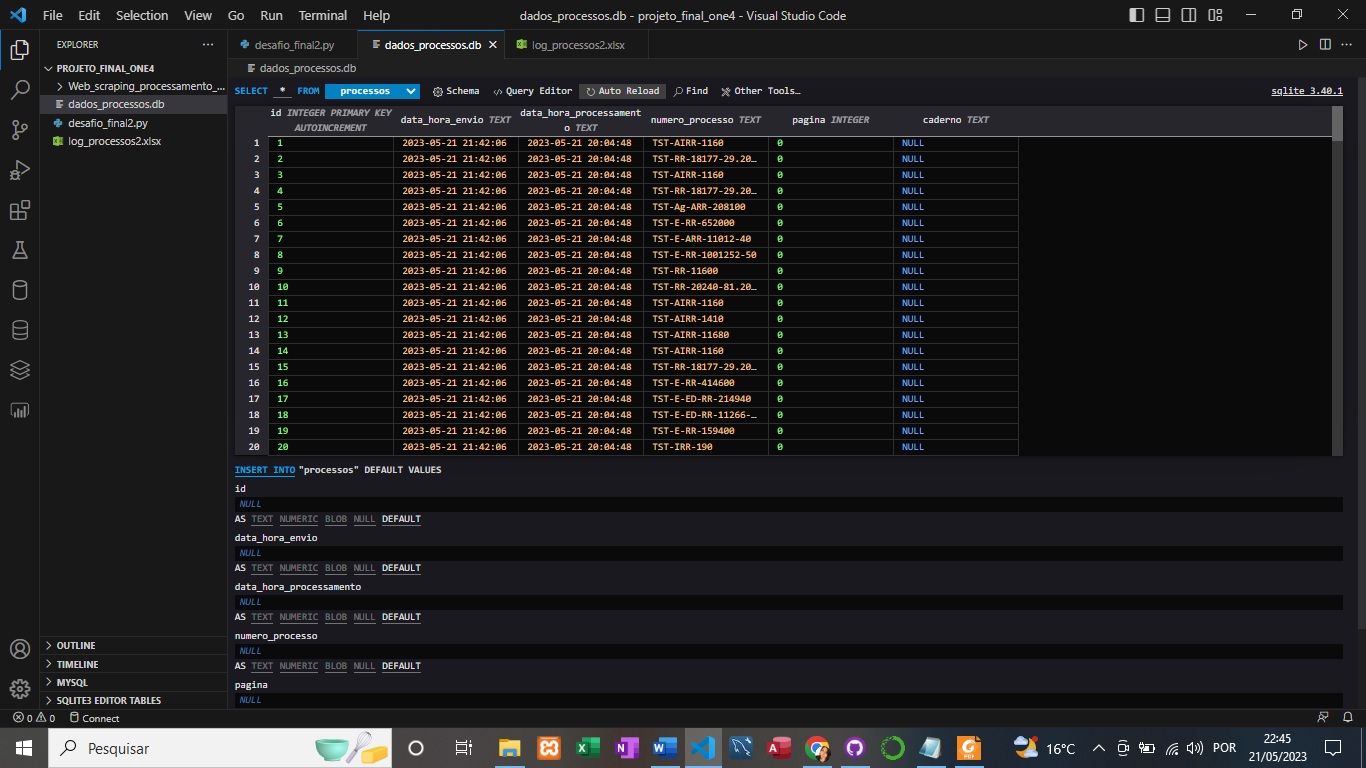 File Edit Selection View Go Run Terminal Help dados_processos.db - projeto_final_one4 - Visual Studio Code
EXPLORER ···
desafio_final2.py dados_processos.db log_processos2.xlsx
PROJETO_FINAL_ONE4
Web_scraping_processamento_...
dados_processos.db
desafio_final2.py
log_processos2.xlsx
dados_processos.db
SELECT * FROM processos Schema Query Editor Auto Reload Find Other Tools… sqlite 3.40.1
id INTEGER PRIMARY KEY AUTOINCREMENT data_hora_envio TEXT data_hora_processamento TEXT numero_processo TEXT pagina INTEGER caderno TEXT
1 1 2023-05-21 21:42:06 2023-05-21 20:04:48 TST-AIRR-1160 0 NULL
2 2 2023-05-21 21:42:06 2023-05-21 20:04:48 TST-RR-18177-29.20… 0 NULL
3 3 2023-05-21 21:42:06 2023-05-21 20:04:48 TST-AIRR-1160 0 NULL
4 4 2023-05-21 21:42:06 2023-05-21 20:04:48 TST-RR-18177-29.20… 0 NULL
5 5 2023-05-21 21:42:06 2023-05-21 20:04:48 TST-Ag-ARR-208100 0 NULL
6 6 2023-05-21 21:42:06 2023-05-21 20:04:48 TST-E-RR-652000 0 NULL
7 7 2023-05-21 21:42:06 2023-05-21 20:04:48 TST-E-ARR-11012-40 0 NULL
8 8 2023-05-21 21:42:06 2023-05-21 20:04:48 TST-E-RR-1001252-50 0 NULL
9 9 2023-05-21 21:42:06 2023-05-21 20:04:48 TST-RR-11600 0 NULL
10 10 2023-05-21 21:42:06 2023-05-21 20:04:48 TST-RR-20240-81.20… 0 NULL
11 11 2023-05-21 21:42:06 2023-05-21 20:04:48 TST-AIRR-1160 0 NULL
12 12 2023-05-21 21:42:06 2023-05-21 20:04:48 TST-AIRR-1410 0 NULL
13 13 2023-05-21 21:42:06 2023-05-21 20:04:48 TST-AIRR-11680 0 NULL
14 14 2023-05-21 21:42:06 2023-05-21 20:04:48 TST-AIRR-1160 0 NULL
15 15 2023-05-21 21:42:06 2023-05-21 20:04:48 TST-RR-18177-29.20… 0 NULL
16 16 2023-05-21 21:42:06 2023-05-21 20:04:48 TST-E-RR-414600 0 NULL
17 17 2023-05-21 21:42:06 2023-05-21 20:04:48 TST-E-ED-RR-214940 0 NULL
18 18 2023-05-21 21:42:06 2023-05-21 20:04:48 TST-E-ED-RR-11266-… 0 NULL
19 19 2023-05-21 21:42:06 2023-05-21 20:04:48 TST-E-RR-159400 0 NULL
20 20 2023-05-21 21:42:06 2023-05-21 20:04:48 TST-IRR-190 0 NULL
INSERT INTO "processos" DEFAULT VALUES
id
NULL
AS TEXT NUMERIC BLOB NULL DEFAULT
data_hora_envio
NULL
AS TEXT NUMERIC BLOB NULL DEFAULT
data_hora_processamento
NULL
AS TEXT NUMERIC BLOB NULL DEFAULT
numero_processo
NULL
AS TEXT NUMERIC BLOB NULL DEFAULT
pagina
NULL
OUTLINE
TIMELINE
MYSQL
SQLITE3 EDITOR TABLES
0 0 Connect
Pesquisar 16°C POR 22:45
21/05/2023